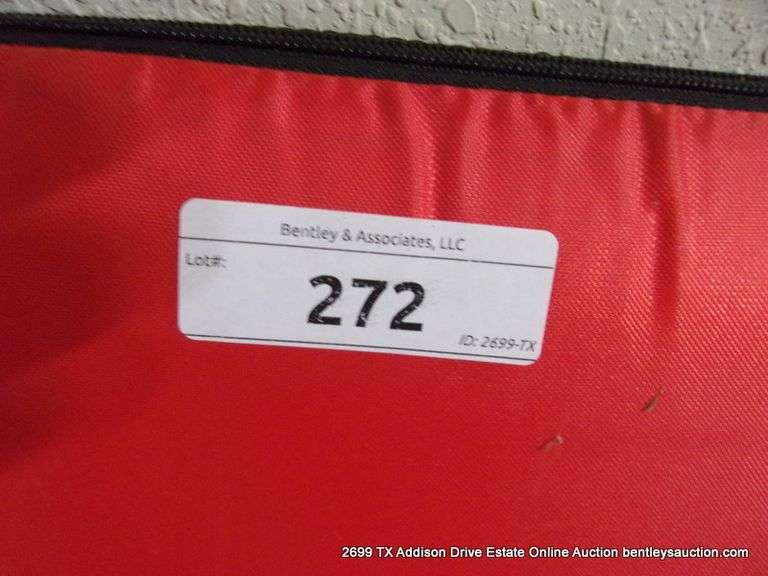 Bentley & Associates, LLC
Lot#:
272
ID: 2699-TX
2699 TX Addison Drive Estate Online Auction bentleysauction.com